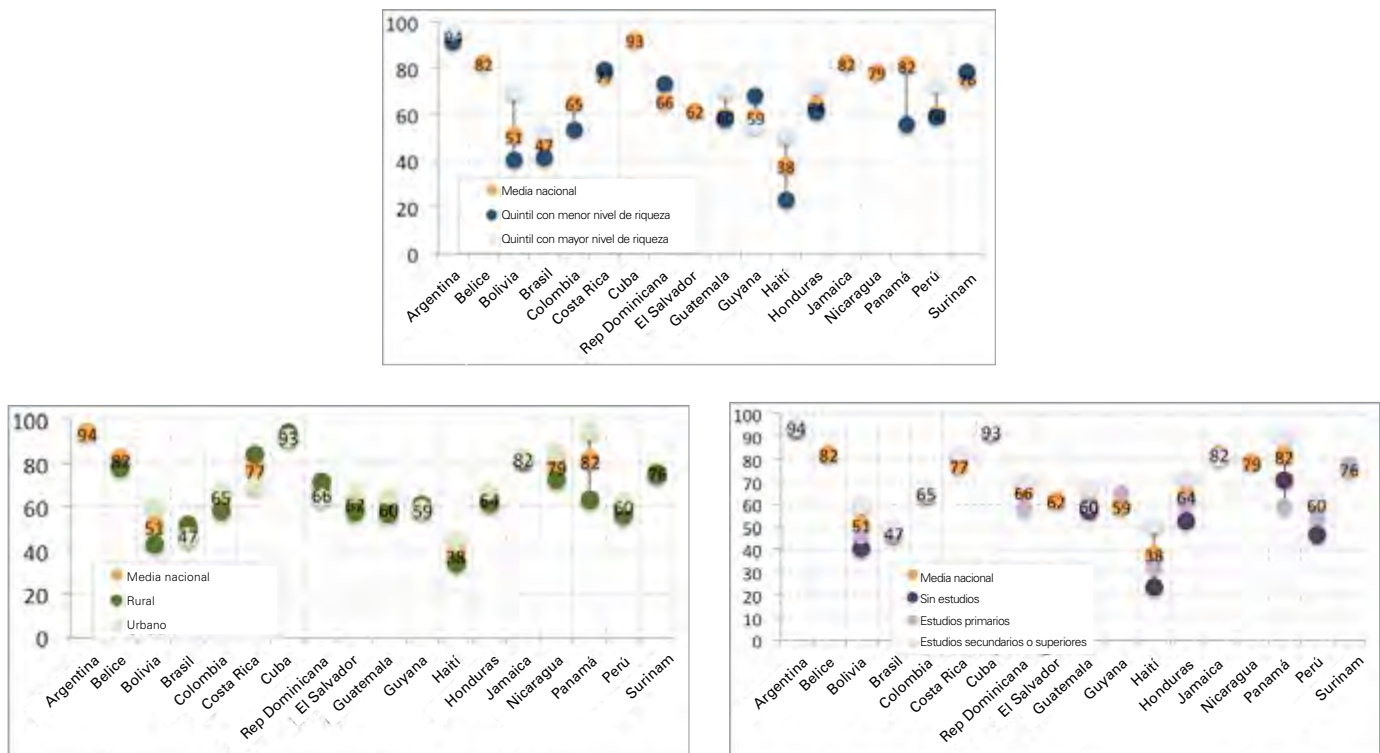 100
80
60
40
20
0
94
82
51
47
65
77
93
66
62
59
38
82
79
82
76
Media nacional
Quintil con menor nivel de riqueza
Quintil con mayor nivel de riqueza
Argentina
Belice
Bolivia
Brasil
Colombia
Costa Rica
Cuba
Rep Dominicana
El Salvador
Guatemala
Guyana
Haití
Honduras
Jamaica
Nicaragua
Panamá
Perú
Surinam
100
80
60
40
20
0
94
82
51
47
65
77
93
66
62
60
59
38
64
82
79
82
60
76
Media nacional
Rural
Urbano
Argentina
Belice
Bolivia
Brasil
Colombia
Costa Rica
Cuba
Rep Dominicana
El Salvador
Guatemala
Guyana
Haití
Honduras
Jamaica
Nicaragua
Panamá
Perú
Surinam
100
90
80
70
60
50
40
30
20
10
0
94
82
51
47
65
77
93
66
62
60
59
38
64
82
79
82
60
76
Media nacional
Sin estudios
Estudios primarios
Estudios secundarios o superiores
Argentina
Belice
Bolivia
Brasil
Colombia
Costa Rica
Cuba
Rep Dominicana
El Salvador
Guatemala
Guyana
Haití
Honduras
Jamaica
Nicaragua
Panamá
Perú
Surinam